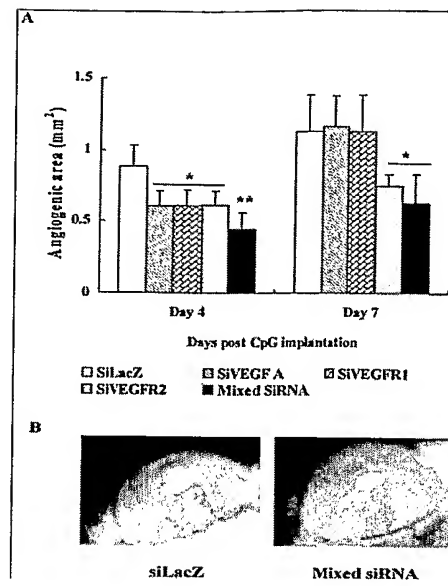 A
Angiogenic area (mm²)
1.5
1
0.5
0
*
**
*
Day 4
Day 7
Days post CpG implantation
SiLacZ
SiVEGF A
SiVEGFR1
SiVEGFR2
Mixed SiRNA
B
siLacZ
Mixed siRNA